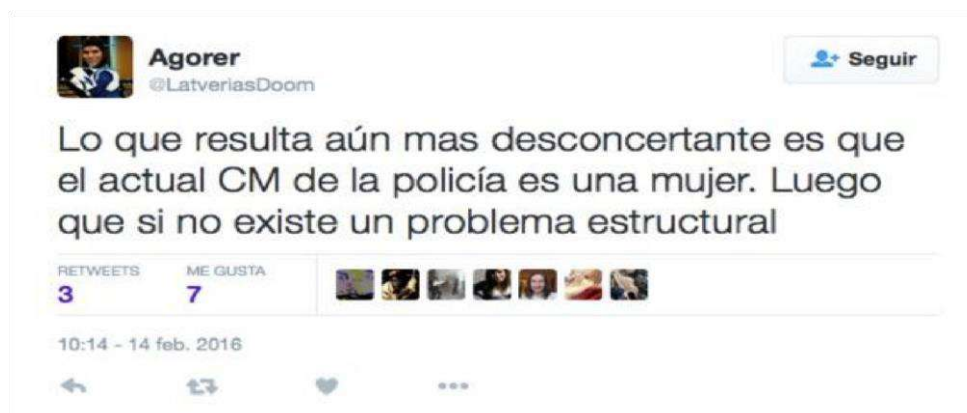 Agorer
@LatveriasDoom
Seguir
Lo que resulta aún mas desconcertante es que
el actual CM de la policía es una mujer. Luego
que si no existe un problema estructural
RETWEETS ME GUSTA
3 7
10:14 - 14 feb. 2016